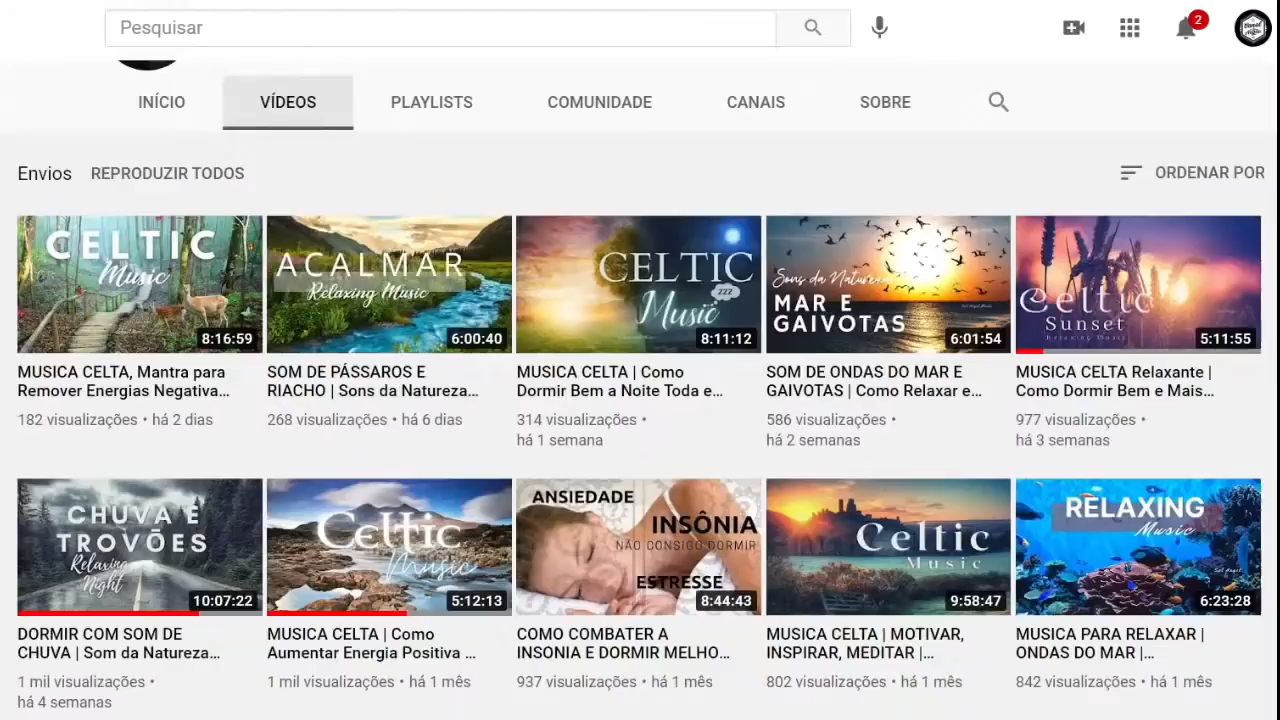 Pesquisar
2
INÍCIO
VÍDEOS
PLAYLISTS
COMUNIDADE
CANAIS
SOBRE
Envios
REPRODUZIR TODOS
ORDENAR POR
CELTIC
Music
8:16:59
MUSICA CELTA, Mantra para
Remover Energias Negativa…
182 visualizações • há 2 dias
ACALMAR
Relaxing Music
6:00:40
SOM DE PÁSSAROS E
RIACHO | Sons da Natureza…
268 visualizações • há 6 dias
CELTIC
zzz
Music
8:11:12
MUSICA CELTA | Como
Dormir Bem a Noite Toda e…
314 visualizações •
há 1 semana
Sons da Natureza
MAR E
GAIVOTAS
6:01:54
SOM DE ONDAS DO MAR E
GAIVOTAS | Como Relaxar e…
586 visualizações •
há 2 semanas
Celtic
Sunset
Relaxing Music
5:11:55
MUSICA CELTA Relaxante |
Como Dormir Bem e Mais…
977 visualizações •
há 3 semanas
CHUVA E
TROVÕES
Relaxing
Night
10:07:22
DORMIR COM SOM DE
CHUVA | Som da Natureza…
1 mil visualizações •
há 4 semanas
Celtic
Music
5:12:13
MUSICA CELTA | Como
Aumentar Energia Positiva …
1 mil visualizações • há 1 mês
ANSIEDADE
INSÔNIA
NÃO CONSIGO DORMIR
ESTRESSE
8:44:43
COMO COMBATER A
INSONIA E DORMIR MELHO…
937 visualizações • há 1 mês
Celtic
Music
9:58:47
MUSICA CELTA | MOTIVAR,
INSPIRAR, MEDITAR |…
802 visualizações • há 1 mês
RELAXING
Music
6:23:28
MUSICA PARA RELAXAR |
ONDAS DO MAR |…
842 visualizações • há 1 mês